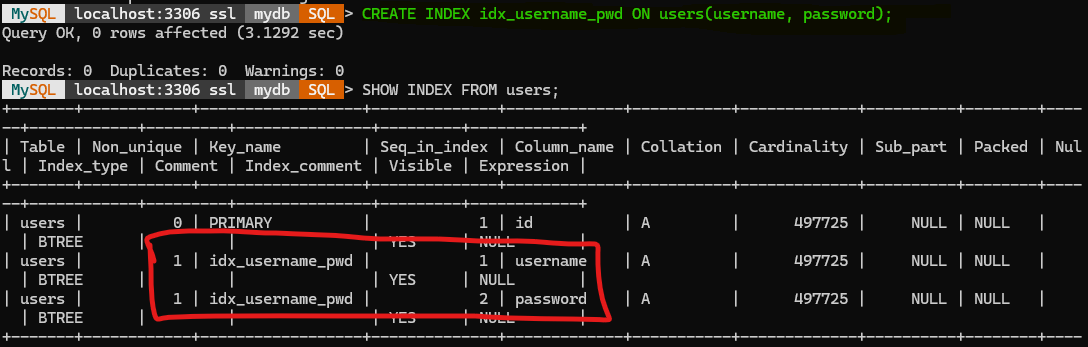 MySQL localhost:3306 ssl mydb SQL > CREATE INDEX idx_username_pwd ON users(username, password);
Query OK, 0 rows affected (3.1292 sec)
Records: 0  Duplicates: 0  Warnings: 0
MySQL localhost:3306 ssl mydb SQL > SHOW INDEX FROM users;
| Table | Non_unique | Key_name | Seq_in_index | Column_name | Collation | Cardinality | Sub_part | Packed | Nul
l | Index_type | Comment | Index_comment | Visible | Expression |
| users | 0 | PRIMARY | 1 | id | A | 497725 | NULL | NULL |
| BTREE | | | YES | NULL |
| users | 1 | idx_username_pwd | 1 | username | A | 497725 | NULL | NULL |
| BTREE | | | YES | NULL |
| users | 1 | idx_username_pwd | 2 | password | A | 497725 | NULL | NULL |
| BTREE | | | YES | NULL |